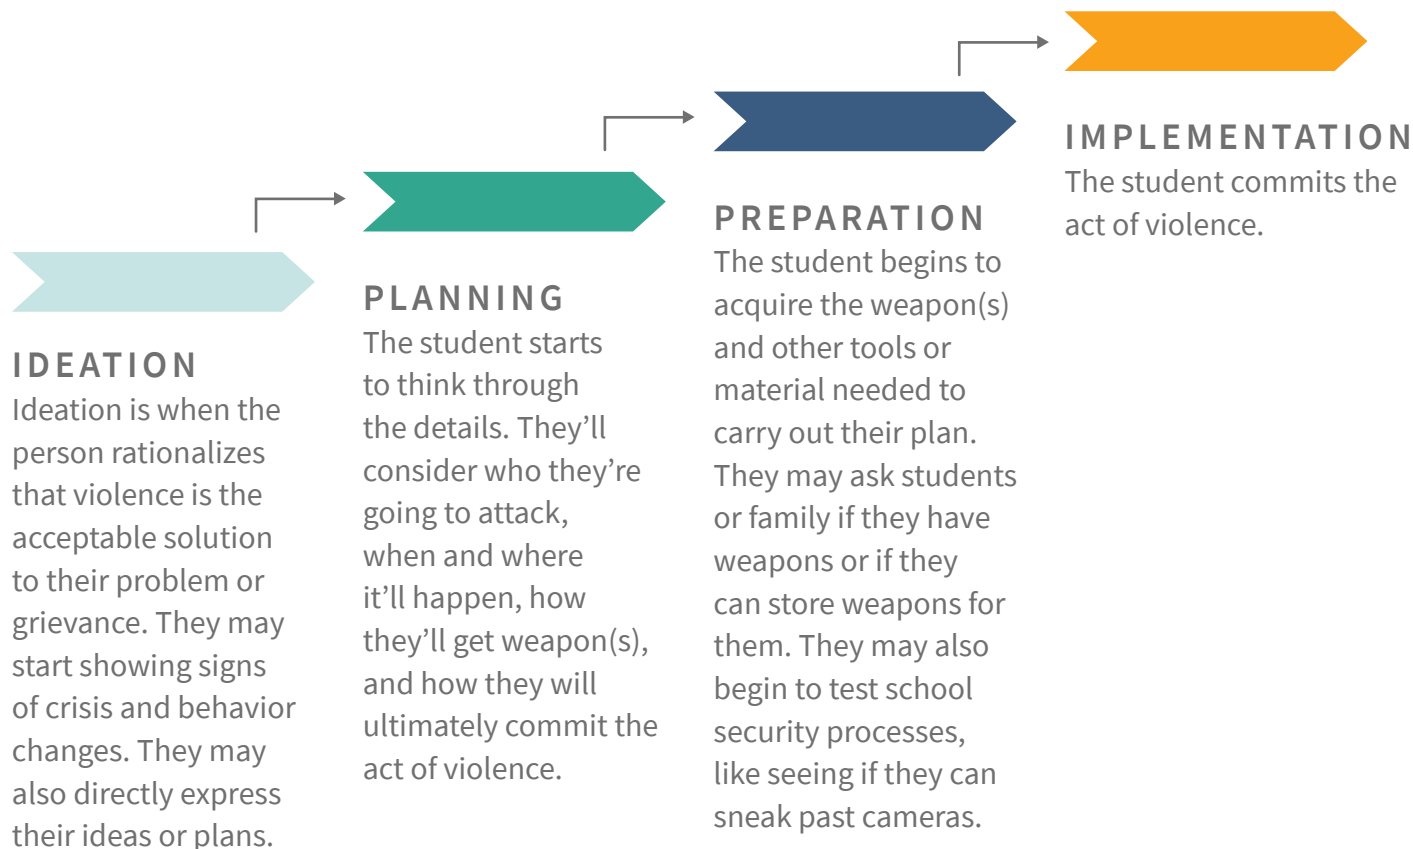 IDEATION
Ideation is when the
person rationalizes
that violence is the
acceptable solution
to their problem or
grievance. They may
start showing signs
of crisis and behavior
changes. They may
also directly express
their ideas or plans.
PLANNING
The student starts
to think through
the details. They’ll
consider who they’re
going to attack,
when and where
it’ll happen, how
they’ll get weapon(s),
and how they will
ultimately commit the
act of violence.
PREPARATION
The student begins to
acquire the weapon(s)
and other tools or
material needed to
carry out their plan.
They may ask students
or family if they have
weapons or if they
can store weapons for
them. They may also
begin to test school
security processes,
like seeing if they can
sneak past cameras.
IMPLEMENTATION
The student commits the
act of violence.